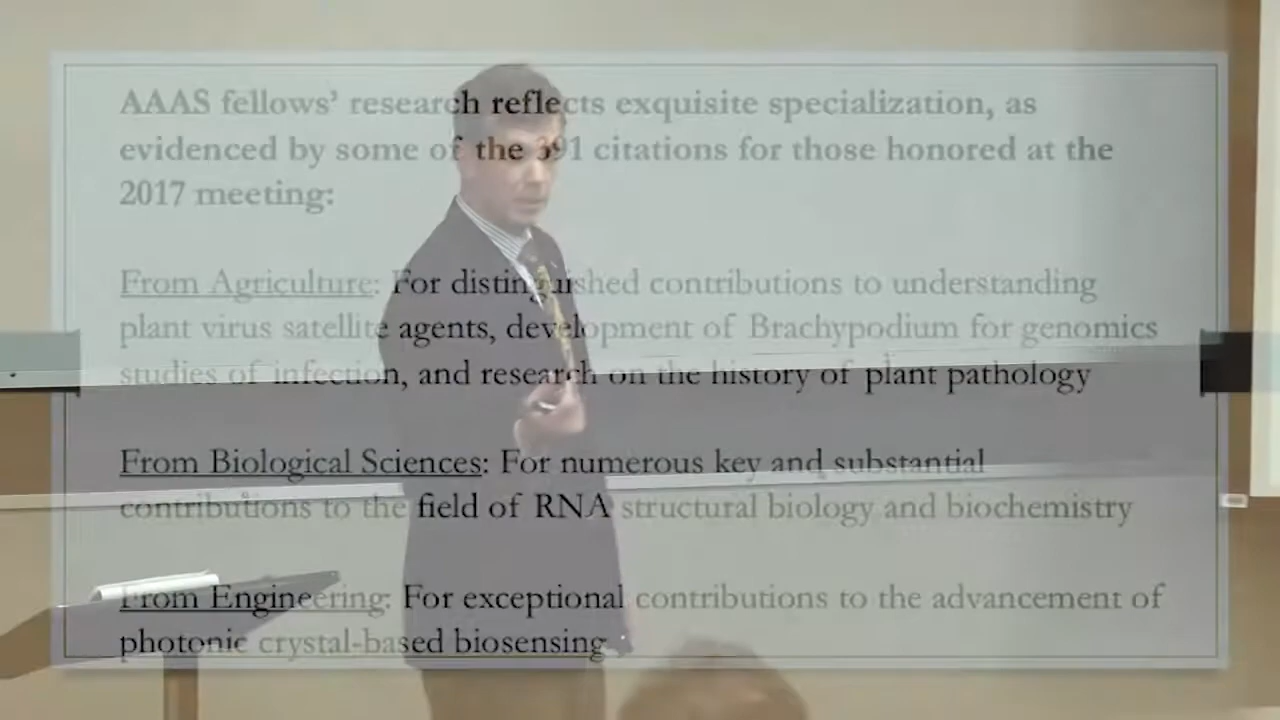 AAAS fellows’ research reflects exquisite specialization, as
evidenced by some of the 391 citations for those honored at the
2017 meeting:
From Agriculture: For distinguished contributions to understanding
plant virus satellite agents, development of Brachypodium for genomics
studies of infection, and research on the history of plant pathology
From Biological Sciences: For numerous key and substantial
contributions to the field of RNA structural biology and biochemistry
From Engineering: For exceptional contributions to the advancement of
photonic crystal-based biosensing